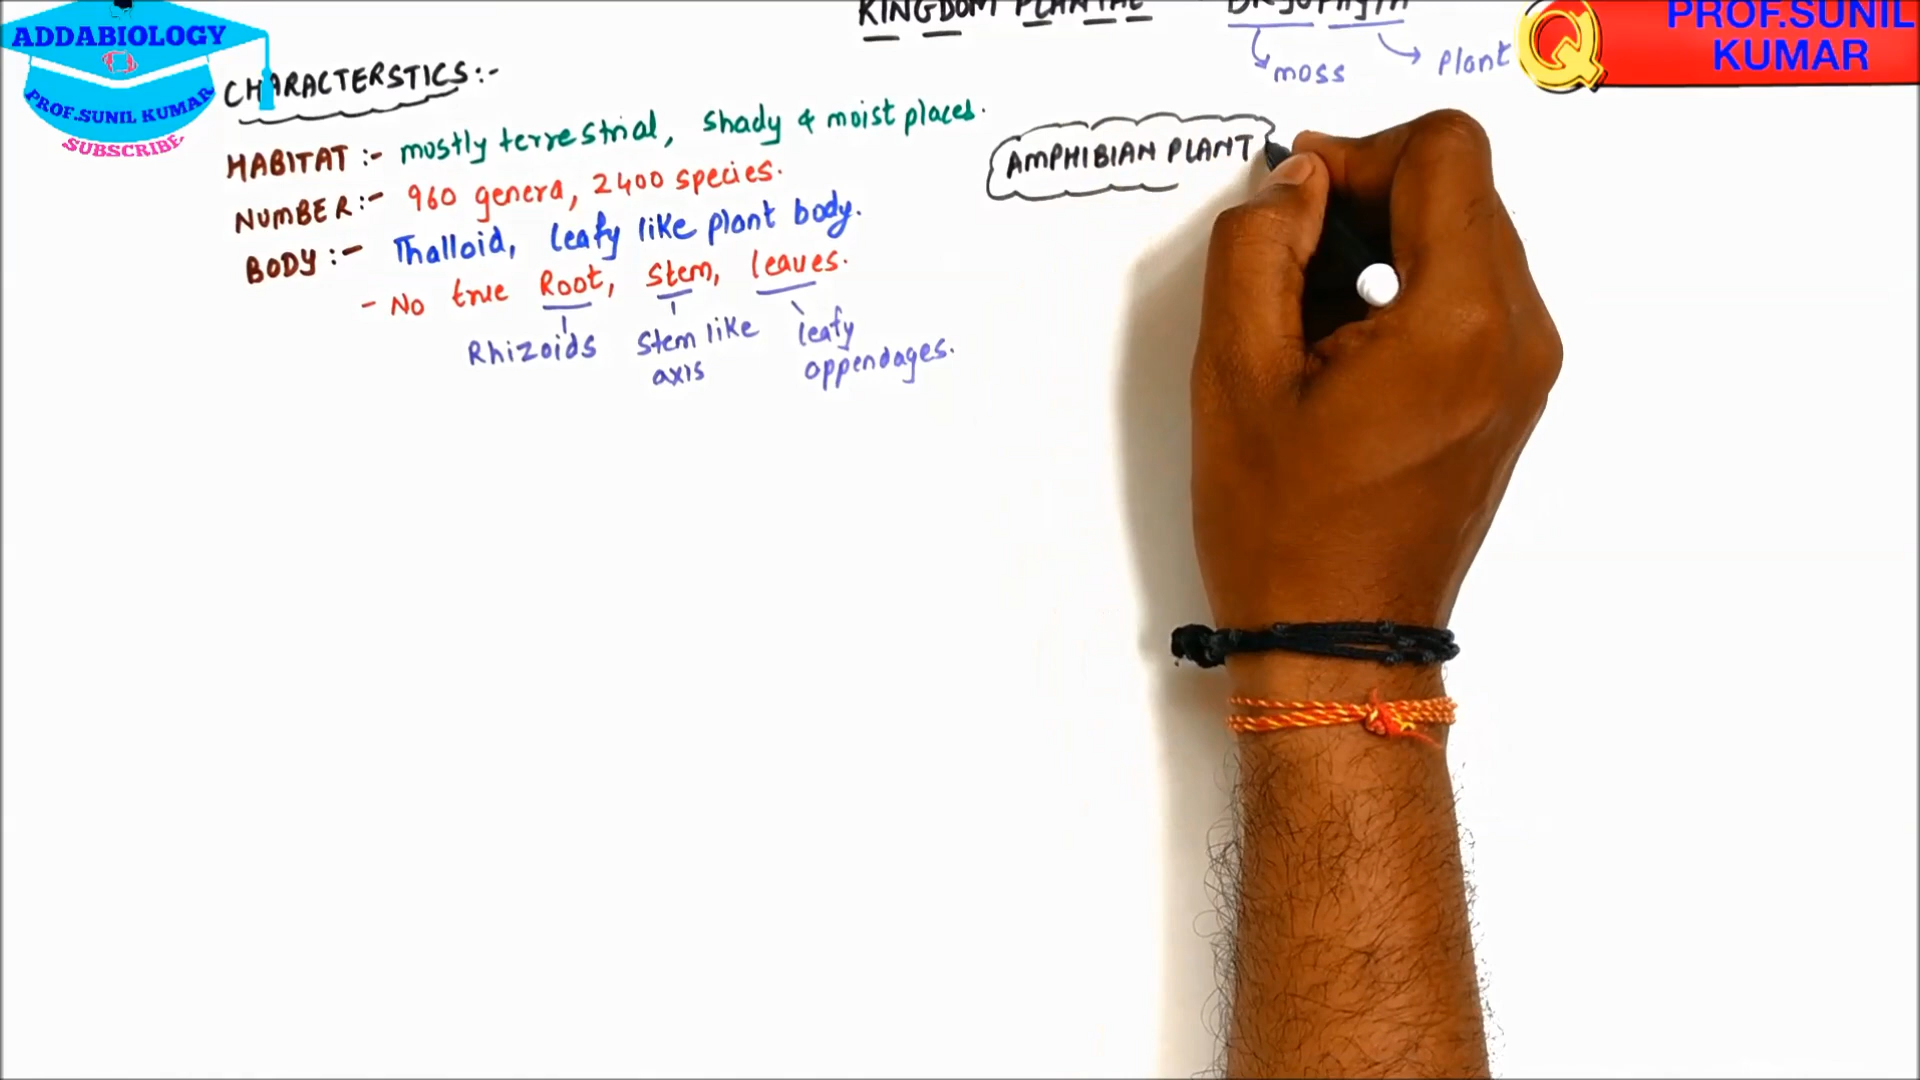 KINGDOM PLANTAE
moss
plant
ADDABIOLOGY
PROF.SUNIL KUMAR
SUBSCRIBE
Q
PROF.SUNIL
KUMAR
CHARACTERSTICS:-
HABITAT :- mostly terrestrial, shady & moist places.
AMPHIBIAN PLANT
NUMBER:- 960 genera, 2400 species.
BODY :- Thalloid, leafy like plant body.
- No true Root, Stem, leaves.
Rhizoids
Stem like
axis
leafy
appendages.